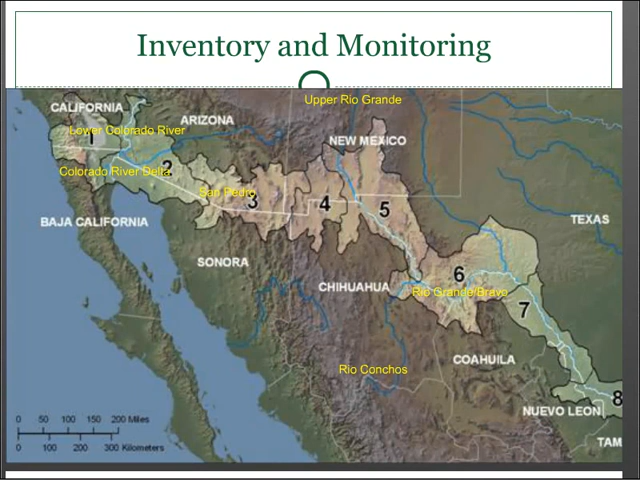 Inventory and Monitoring
Upper Rio Grande
CALIFORNIA
ARIZONA
Lower Colorado River
1
NEW MEXICO
Colorado River Delta
2
San Pedro
3
4
5
BAJA CALIFORNIA
TEXAS
SONORA
6
CHIHUAHUA
Rio Grande/Bravo
7
COAHUILA
Rio Conchos
8
NUEVO LEON
TAM
0 50 100 150 200 Miles
0 100 200 300 Kilometers